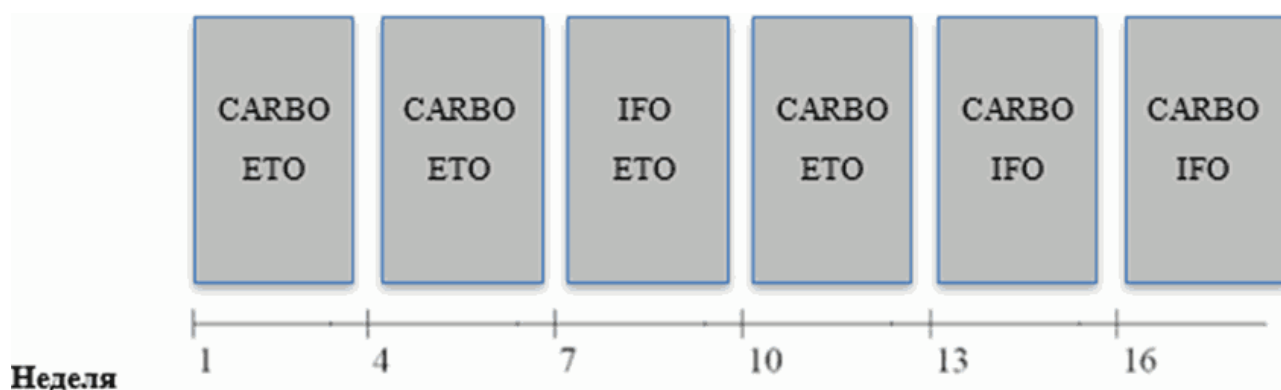 CARBO CARBO IFO CARBO CARBO CARBO
ETO ETO ETO ETO IFO IFO
1 4 7 10 13 16
Неделя